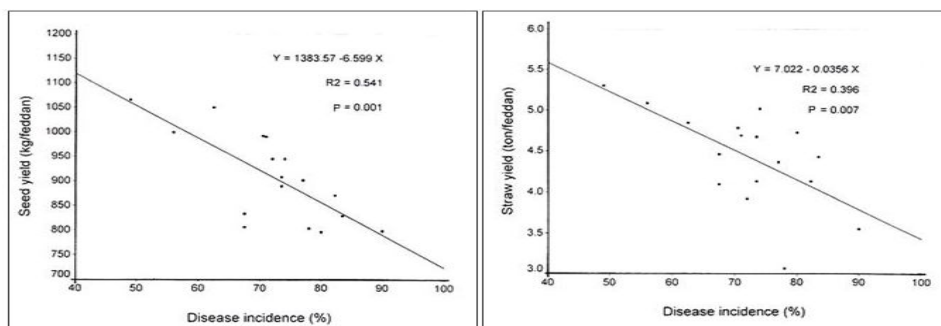 1200
1150
1100
1050
1000
950
900
850
800
750
700
Seed yield (kg/feddan)
Y = 1383.57 -6.599 X
R2 = 0.541
P = 0.001
40 50 60 70 80 90 100
Disease incidence (%)
6.0
5.5
5.0
4.5
4.0
3.5
3.0
Straw yield (ton/feddan)
Y = 7.022 - 0.0356 X
R2 = 0.396
P = 0.007
40 50 60 70 80 90 100
Disease incidence (%)